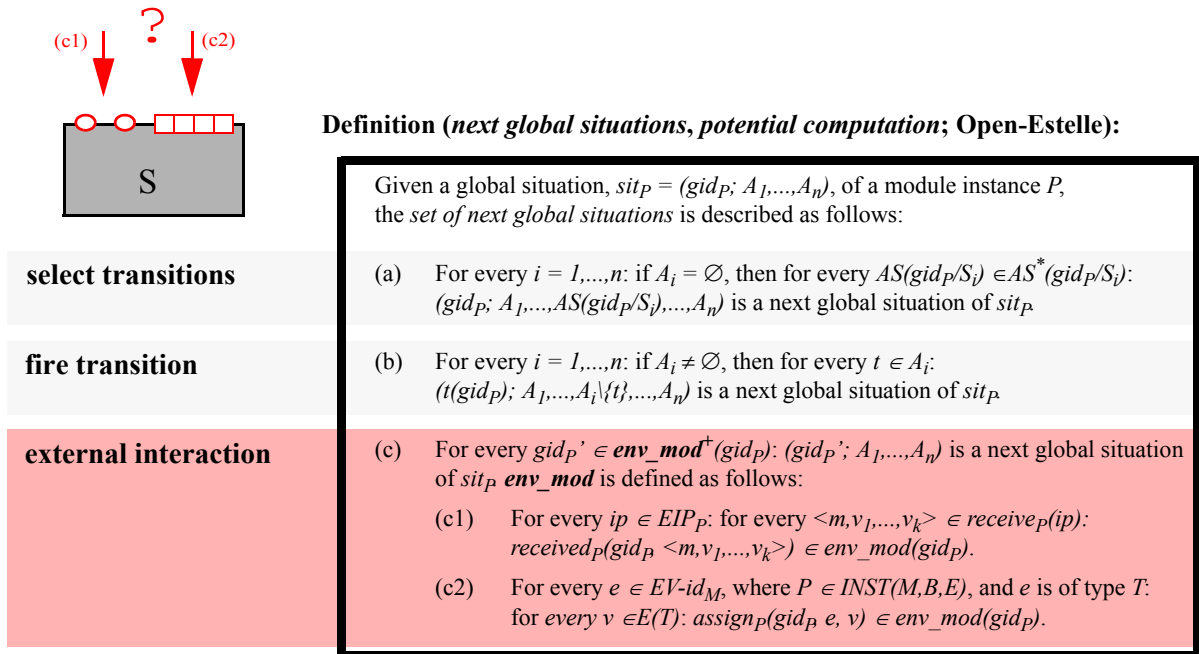 ?
(c1)
(c2)
S
Definition (next global situations, potential computation; Open-Estelle):
Given a global situation, sitP = (gidP; A1,...,An), of a module instance P,
the set of next global situations is described as follows:
select transitions
(a) For every i = 1,...,n: if Ai = ∅, then for every AS(gidP/Si) ∈AS*(gidP/Si):
(gidP; A1,...,AS(gidP/Si),...,An) is a next global situation of sitP.
fire transition
(b) For every i = 1,...,n: if Ai ≠ ∅, then for every t ∈ Ai:
(t(gidP); A1,...,Ai\{t},...,An) is a next global situation of sitP.
external interaction
(c) For every gidP’ ∈ env_mod+(gidP): (gidP’; A1,...,An) is a next global situation
of sitP. env_mod is defined as follows:
(c1) For every ip ∈ EIPP: for every <m,v1,...,vk> ∈ receiveP(ip):
receivedP(gidP, <m,v1,...,vk>) ∈ env_mod(gidP).
(c2) For every e ∈ EV-idM, where P ∈ INST(M,B,E), and e is of type T:
for every v ∈E(T): assignP(gidP, e, v) ∈ env_mod(gidP).